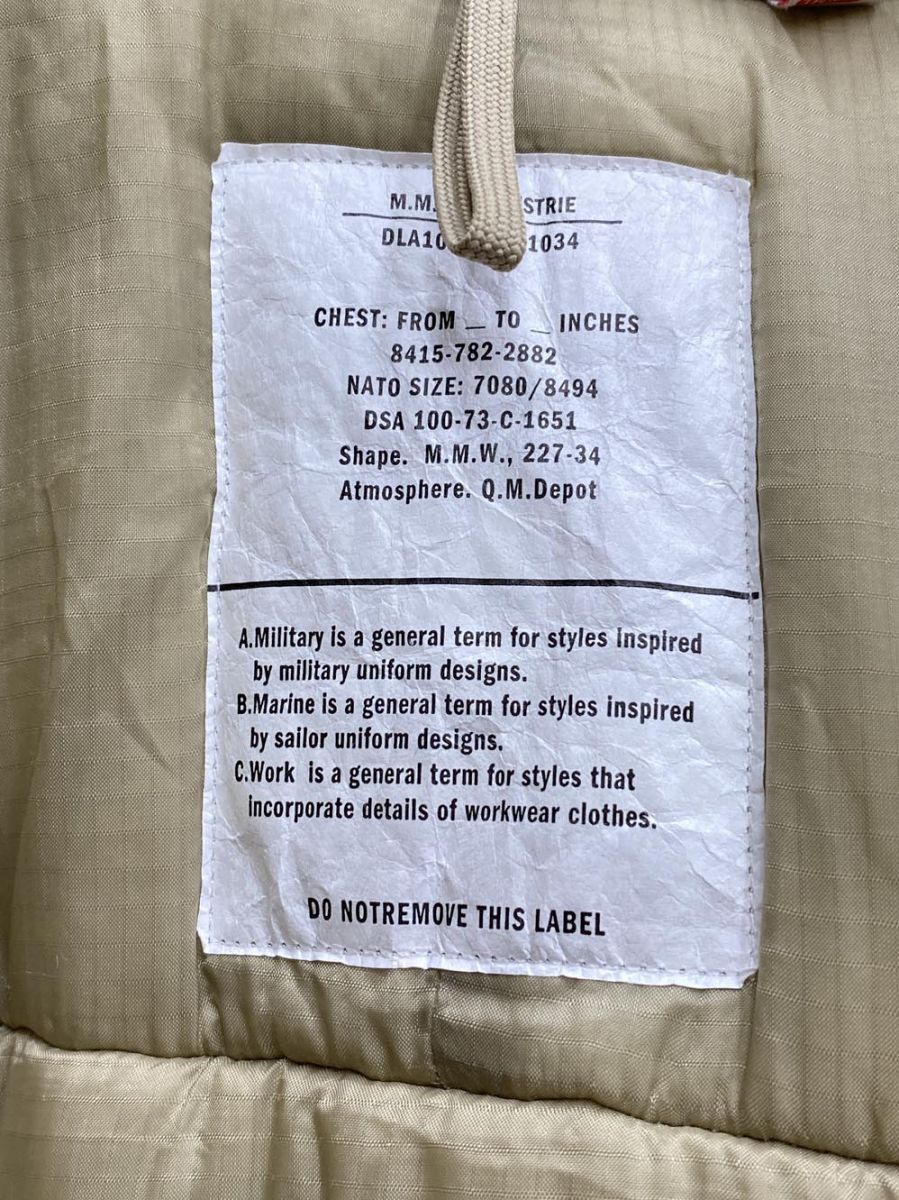 M.M. STRIE
DLA10 1034
CHEST: FROM _ TO _ INCHES
8415-782-2882
NATO SIZE: 7080/8494
DSA 100-73-C-1651
Shape. M.M.W., 227-34
Atmosphere. Q.M.Depot
A.Military is a general term for styles inspired
by military uniform designs.
B.Marine is a general term for styles inspired
by sailor uniform designs.
C.Work is a general term for styles that
incorporate details of workwear clothes.
DO NOTREMOVE THIS LABEL